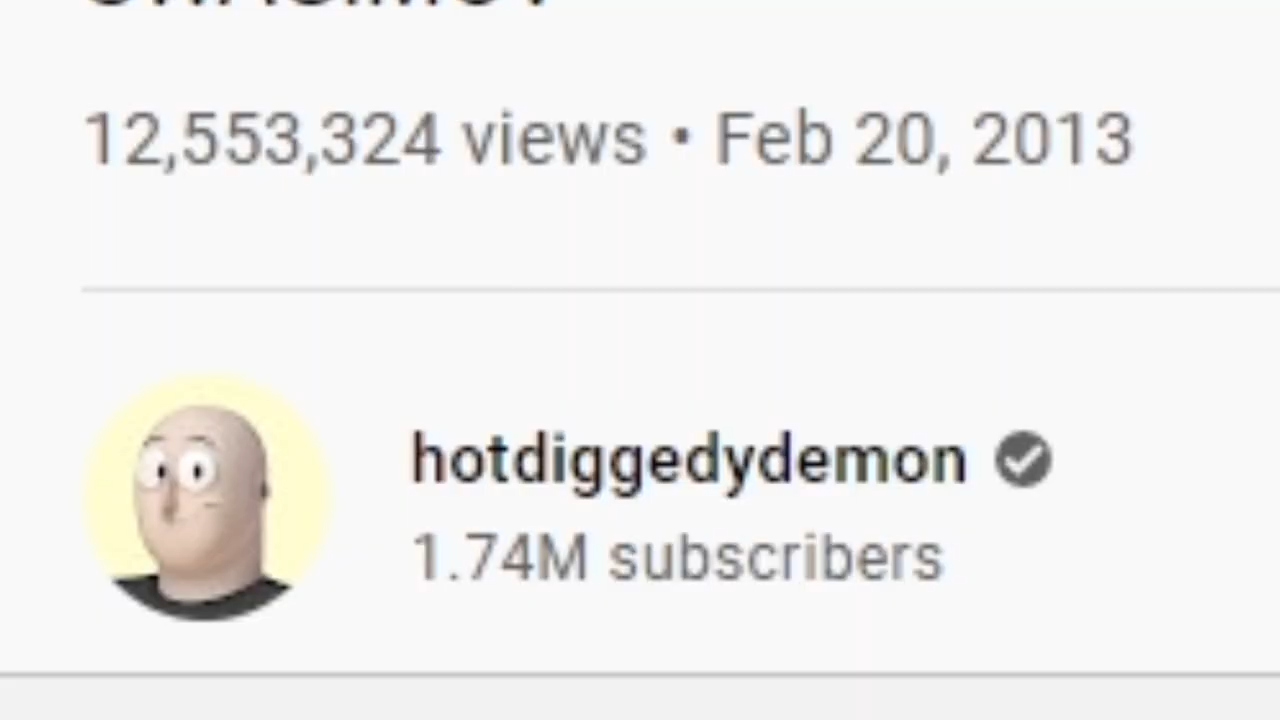 12,553,324 views • Feb 20, 2013
hotdiggedydemon
1.74M subscribers